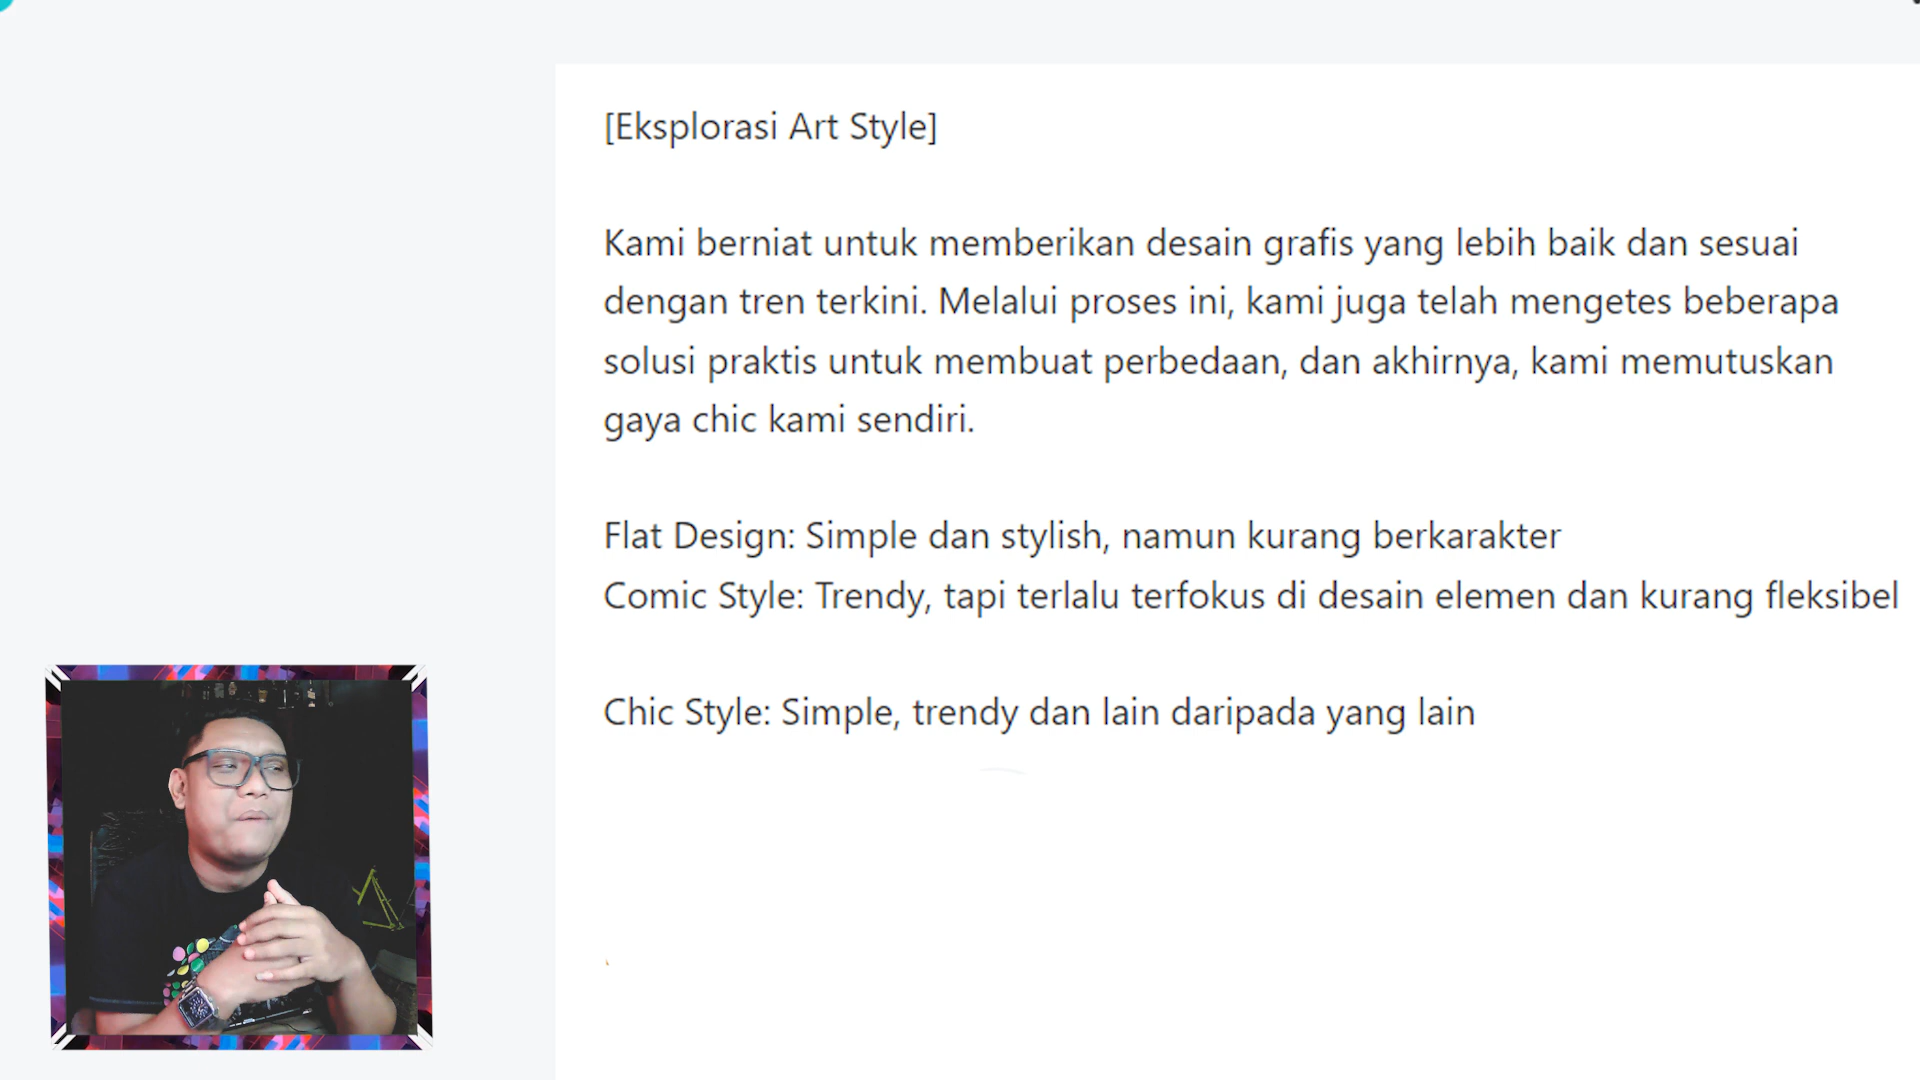 [Eksplorasi Art Style]
Kami berniat untuk memberikan desain grafis yang lebih baik dan sesuai
dengan tren terkini. Melalui proses ini, kami juga telah mengetes beberapa
solusi praktis untuk membuat perbedaan, dan akhirnya, kami memutuskan
gaya chic kami sendiri.
Flat Design: Simple dan stylish, namun kurang berkarakter
Comic Style: Trendy, tapi terlalu terfokus di desain elemen dan kurang fleksibel
Chic Style: Simple, trendy dan lain daripada yang lain